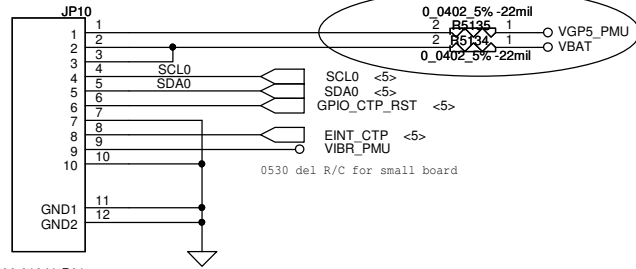 JP10
0_0402_5% -22mil
1 1 2 R5135 1 VGP5_PMU
2 2 2 R5134 1 VBAT
3 3
0_0402_5% -22mil
4 4 SCL0 SCL0 <5>
5 5 SDA0 SDA0 <5>
6 6 GPIO_CTP_RST <5>
7 7
8 8 EINT_CTP <5>
9 9 VIBR_PMU
10 10
0530 del R/C for small board
GND1 11
GND2 12